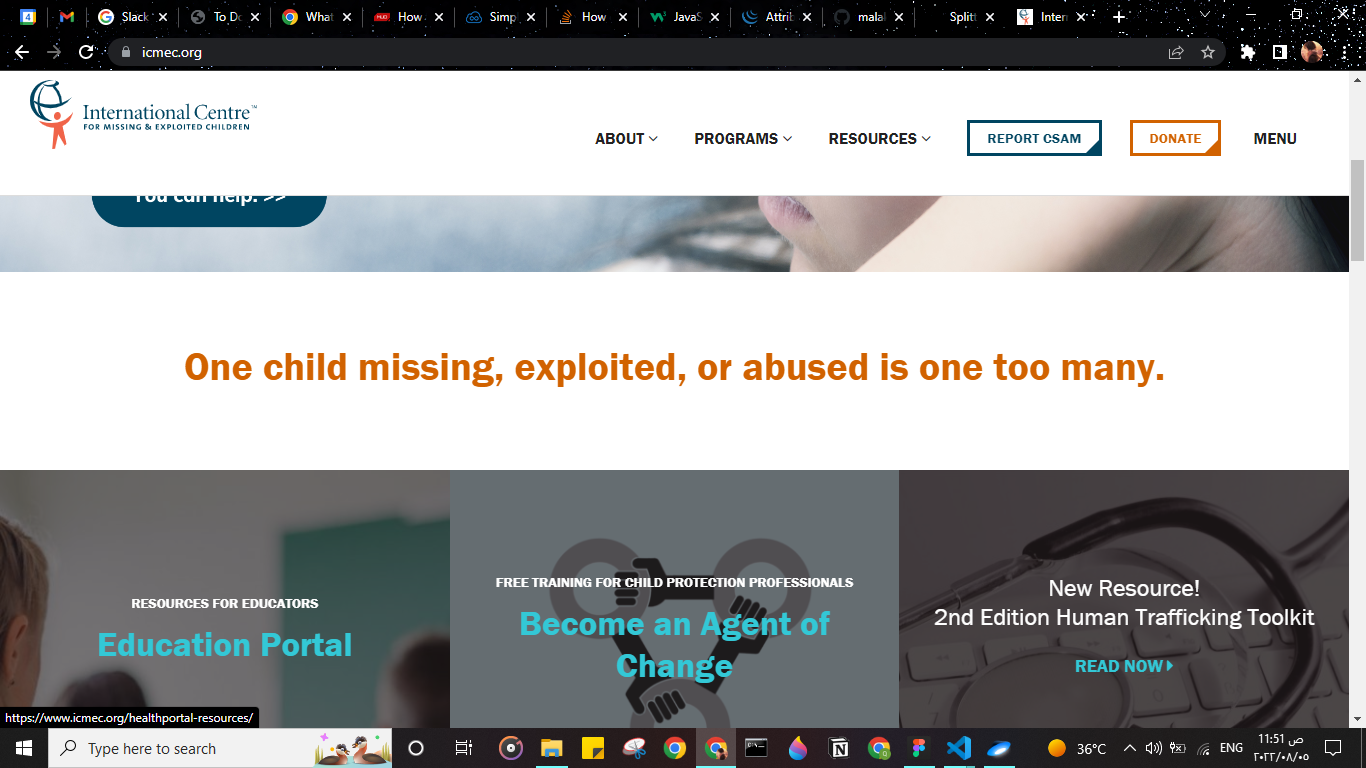 4
Slack
To Do
What
HUD
How
Simp
How
JavaS
Attrib
malal
Splitt
Inter
icmec.org
International Centre™
FOR MISSING & EXPLOITED CHILDREN
ABOUT
PROGRAMS
RESOURCES
REPORT CSAM
DONATE
MENU
You can help. >>
One child missing, exploited, or abused is one too many.
RESOURCES FOR EDUCATORS
Education Portal
FREE TRAINING FOR CHILD PROTECTION PROFESSIONALS
Become an Agent of
Change
New Resource!
2nd Edition Human Trafficking Toolkit
READ NOW
https://www.icmec.org/healthportal-resources/
Type here to search
36°C
ENG
11:51 ص
٢٠٢٢/٠٨/٠٥